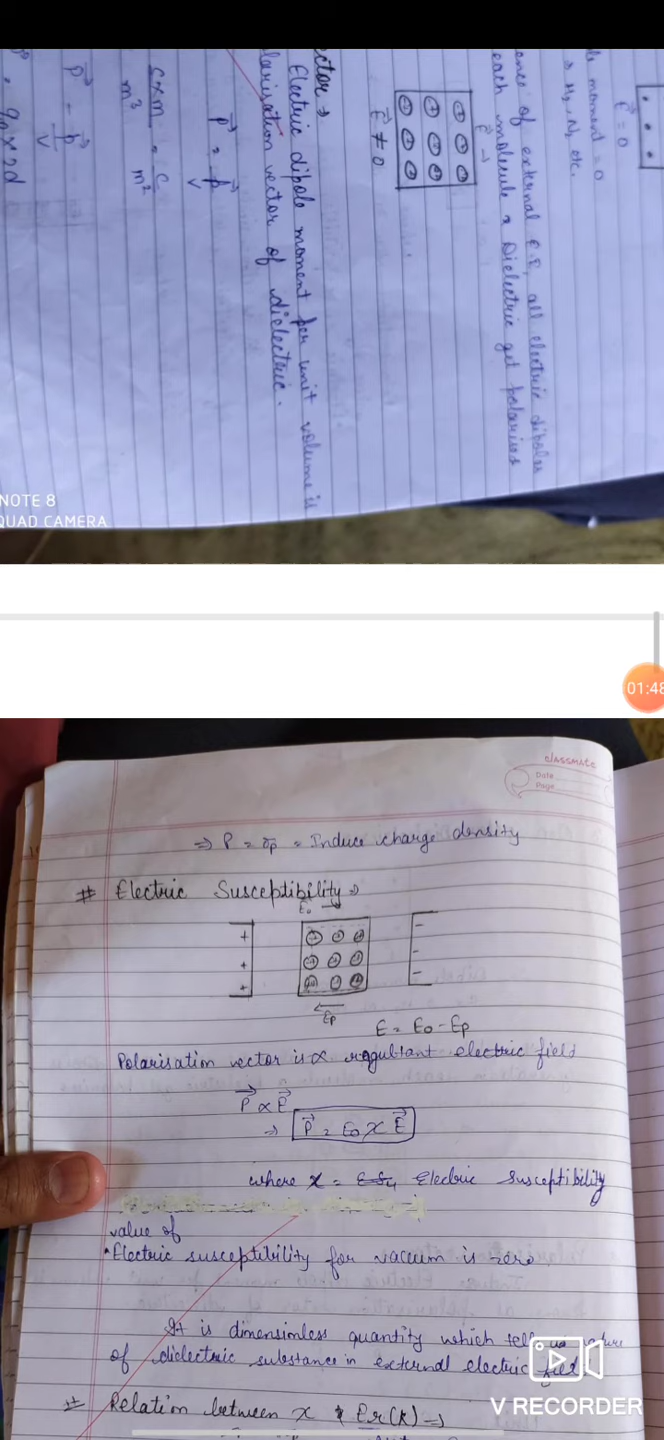 E⃗ = 0
moment = 0
H₂, N₂ etc.
of external E.F, all electric dipoles
each molecule & Dielectric get polarised
E⃗ →
E⃗ ≠ 0
ector →
Electric dipole moment per unit volume is
larisation vector of dielectric.
P⃗ = p⃗/V
C×m/m³ = C/m²
P⃗ = p⃗/V
NOTE 8
QUAD CAMERA
01:48
classmate
Date
Page
⇒ P = σp = Induce charge density
# Electric Susceptibility →
E₀ →
+ + + + - -
+ + + + -
+ + + + -
← Ep
E = E₀ - Ep
Polarisation vector is ∝ electric field
P⃗ ∝ E⃗
⇒ P⃗ = ε₀ χ E⃗
where χ = Electric Susceptibility
value of
• Electric susceptibility for vaccum is zero
It is dimensimless quantity which tell
of dielectric substance in external electric field
# Relation between χ & εr(k) →
V RECORDER